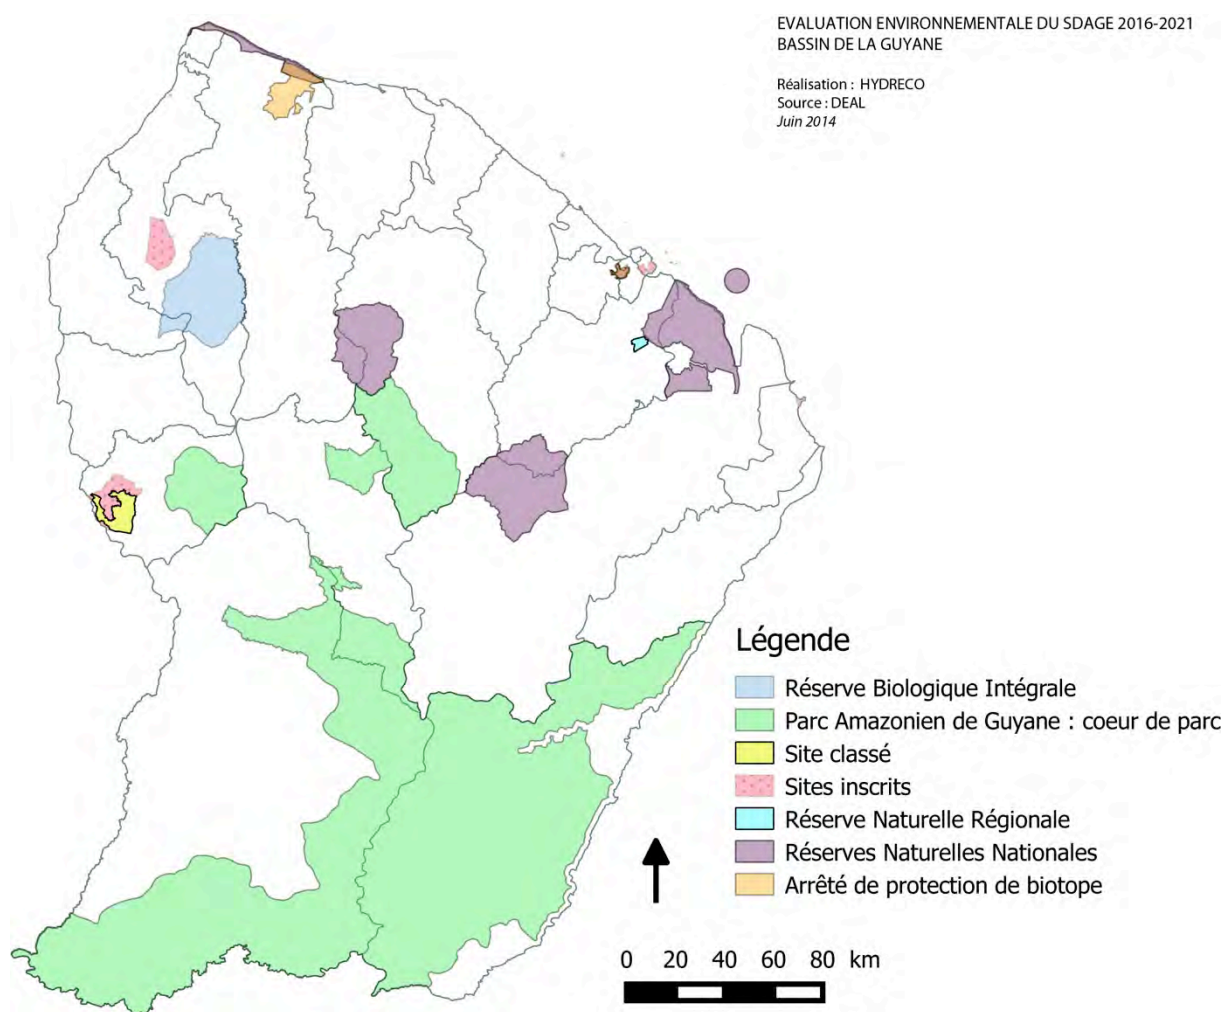 EVALUATION ENVIRONNEMENTALE DU SDAGE 2016-2021
BASSIN DE LA GUYANE
Réalisation : HYDRECO
Source : DEAL
Juin 2014
Légende
Réserve Biologique Intégrale
Parc Amazonien de Guyane : coeur de parc
Site classé
Sites inscrits
Réserve Naturelle Régionale
Réserves Naturelles Nationales
Arrêté de protection de biotope
0 20 40 60 80 km